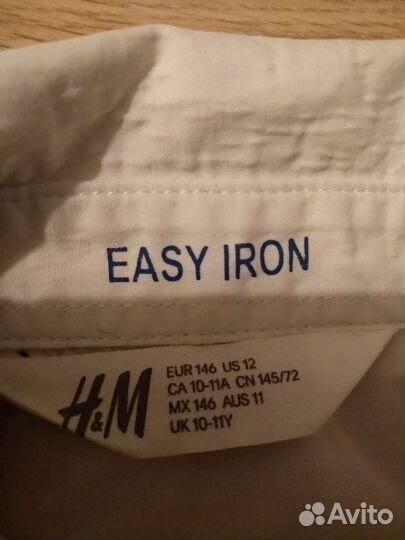 EASY IRON
H&M
EUR 146 US 12
CA 10-11A CN 145/72
MX 146 AUS 11
UK 10-11Y
Avito